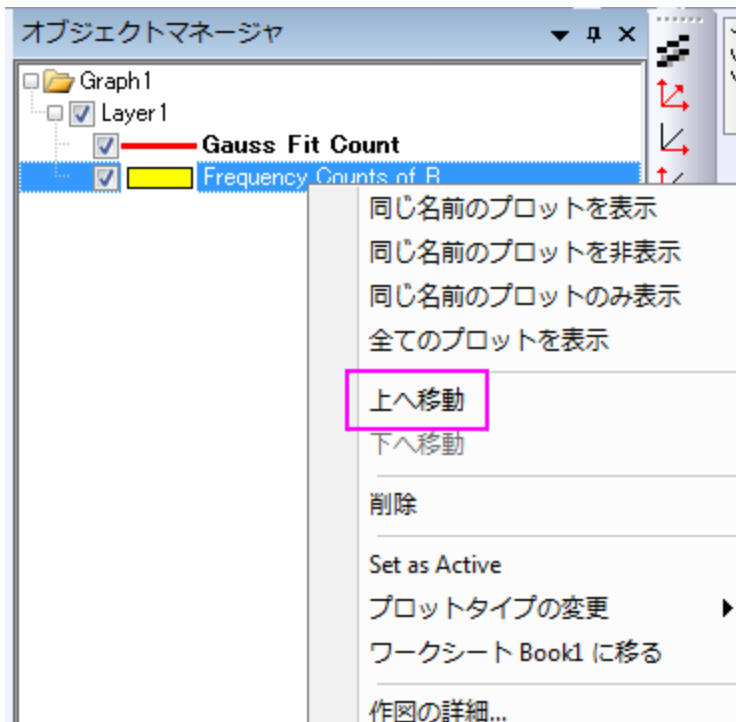 オブジェクトマネージャ
Graph1
Layer1
Gauss Fit Count
Frequency Counts of B
同じ名前のプロットを表示
同じ名前のプロットを非表示
同じ名前のプロットのみ表示
全てのプロットを表示
上へ移動
下へ移動
削除
Set as Active
プロットタイプの変更
ワークシート Book1 に移る
作図の詳細...